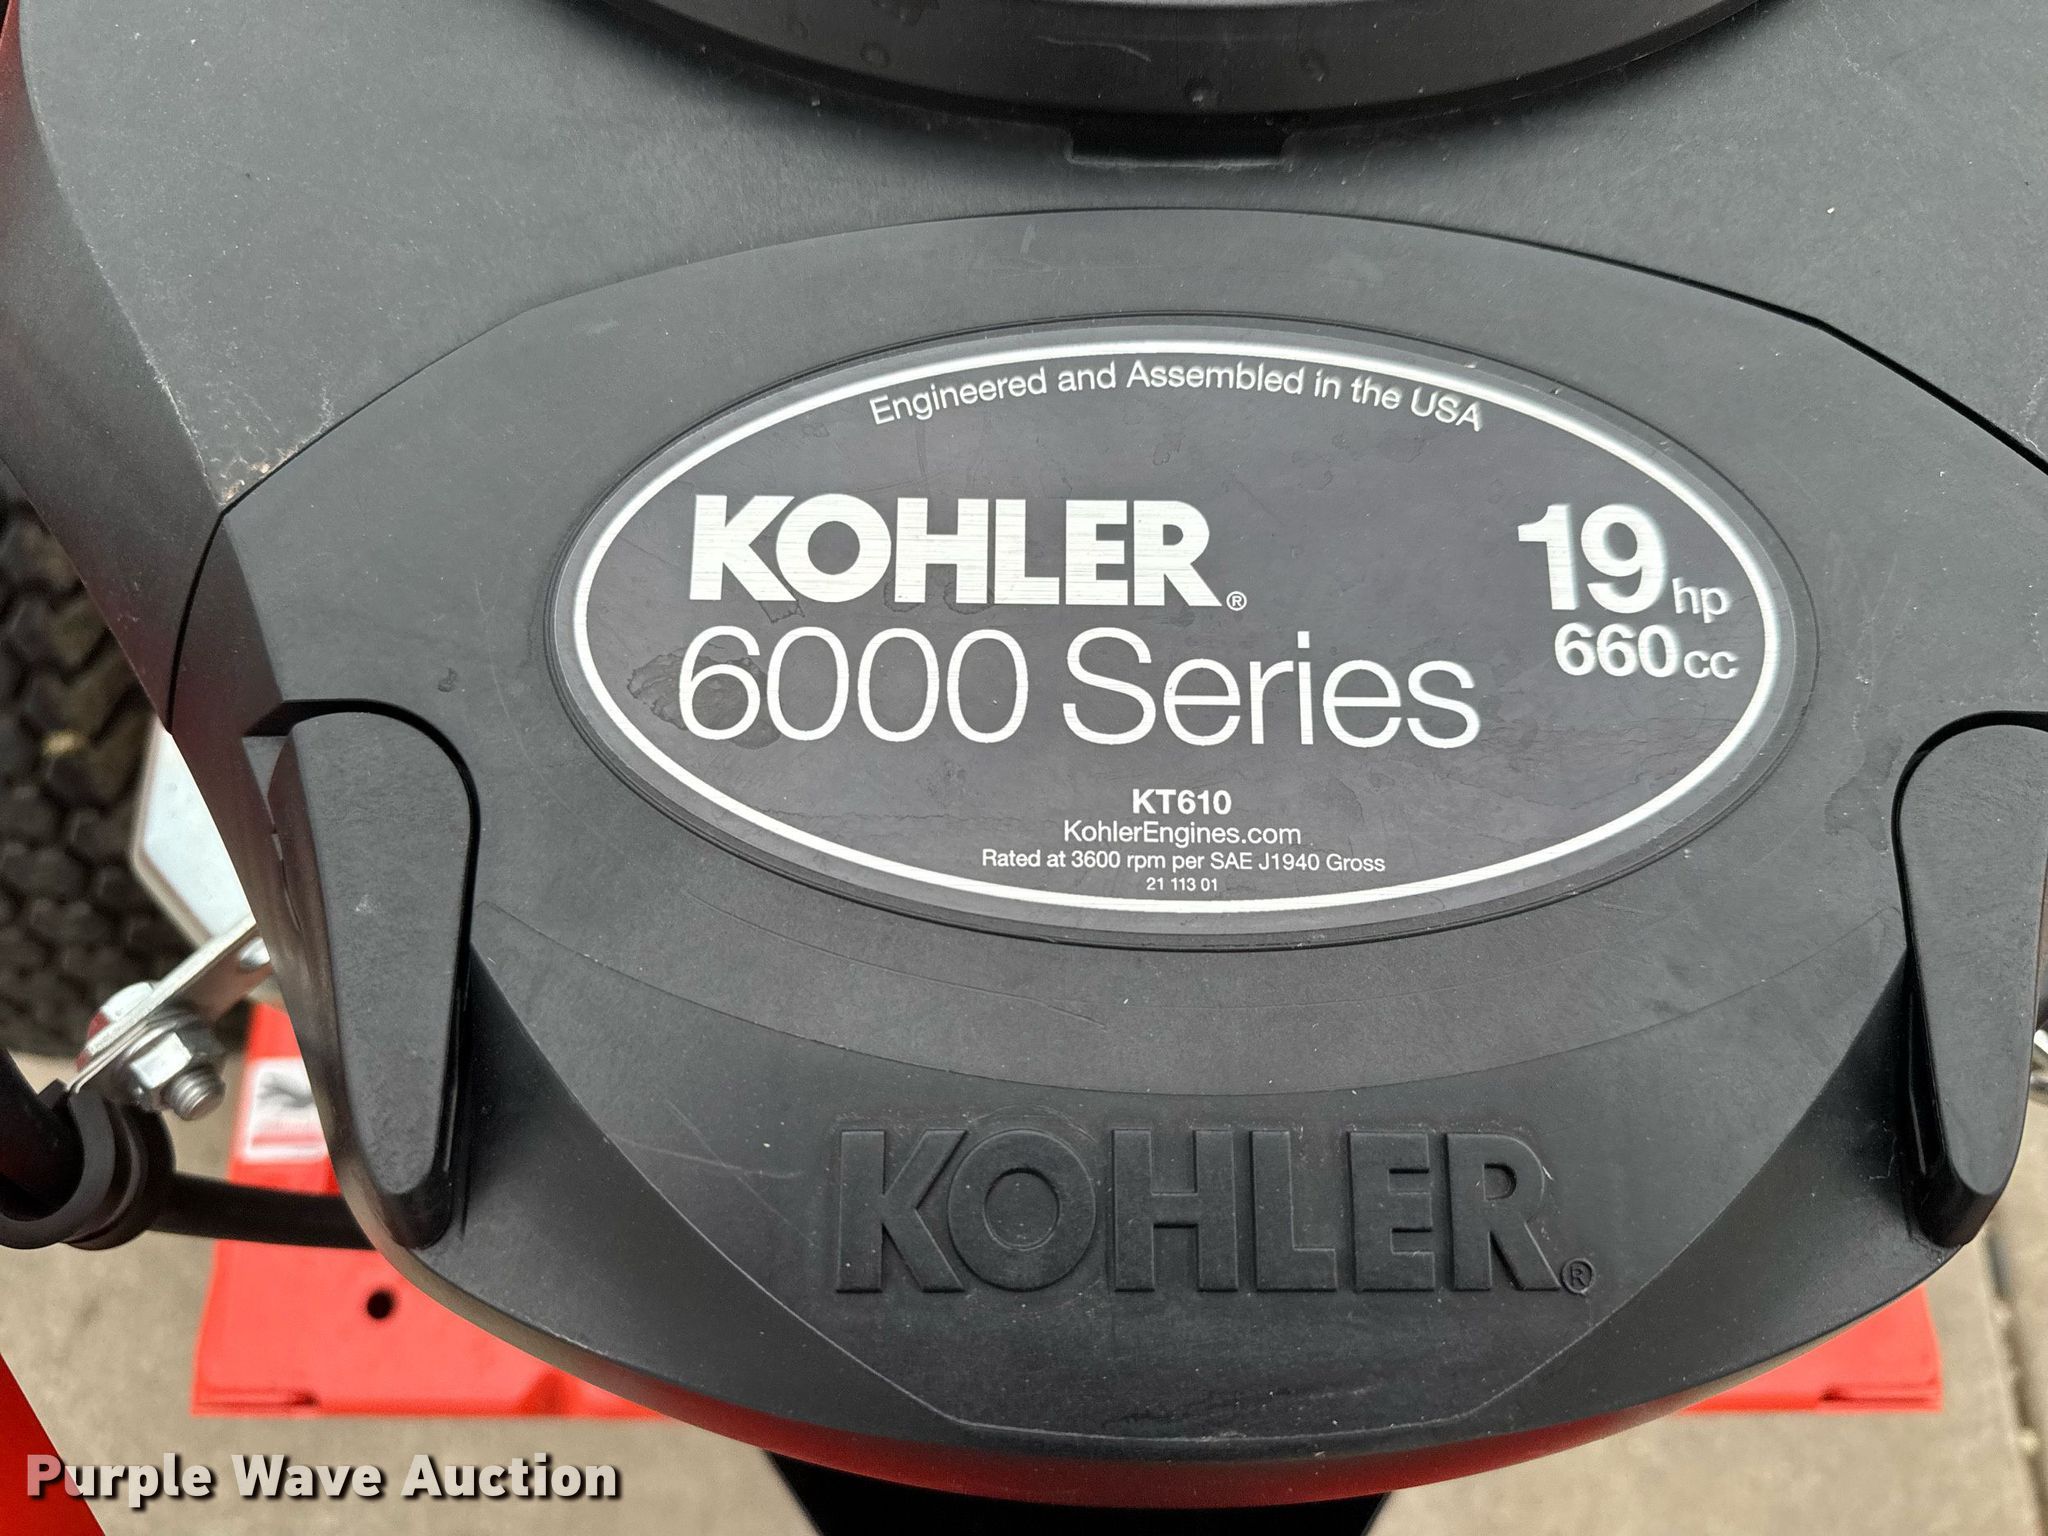 Engineered and Assembled in the USA
KOHLER®
19 hp
6000 Series
660 cc
KT610
KohlerEngines.com
Rated at 3600 rpm per SAE J1940 Gross
21 113 01
KOHLER®
Purple Wave Auction